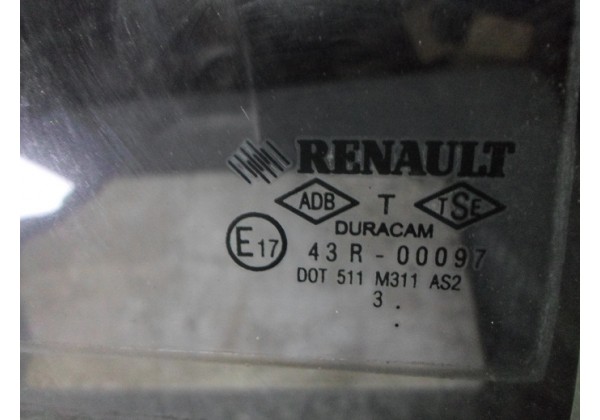 RENAULT
ADB T TSE
DURACAM
E17 43R-00097
DOT 511 M311 AS2
3 . .